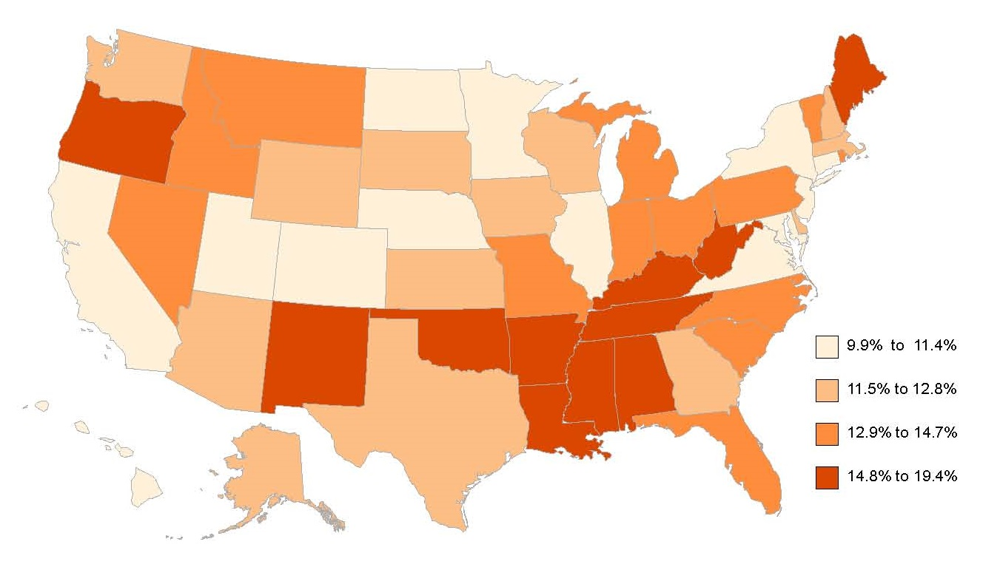 9.9% to 11.4%
11.5% to 12.8%
12.9% to 14.7%
14.8% to 19.4%